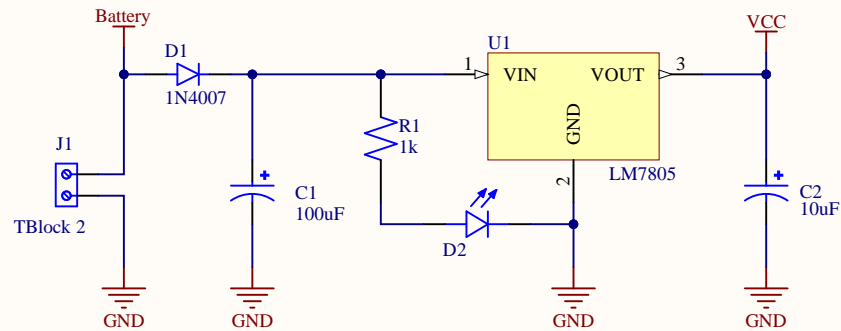 Battery
VCC
D1
1N4007
U1
1
VIN
VOUT
3
GND
2
LM7805
J1
TBlock 2
R1
1k
C1
100uF
D2
C2
10uF
GND
GND
GND
GND